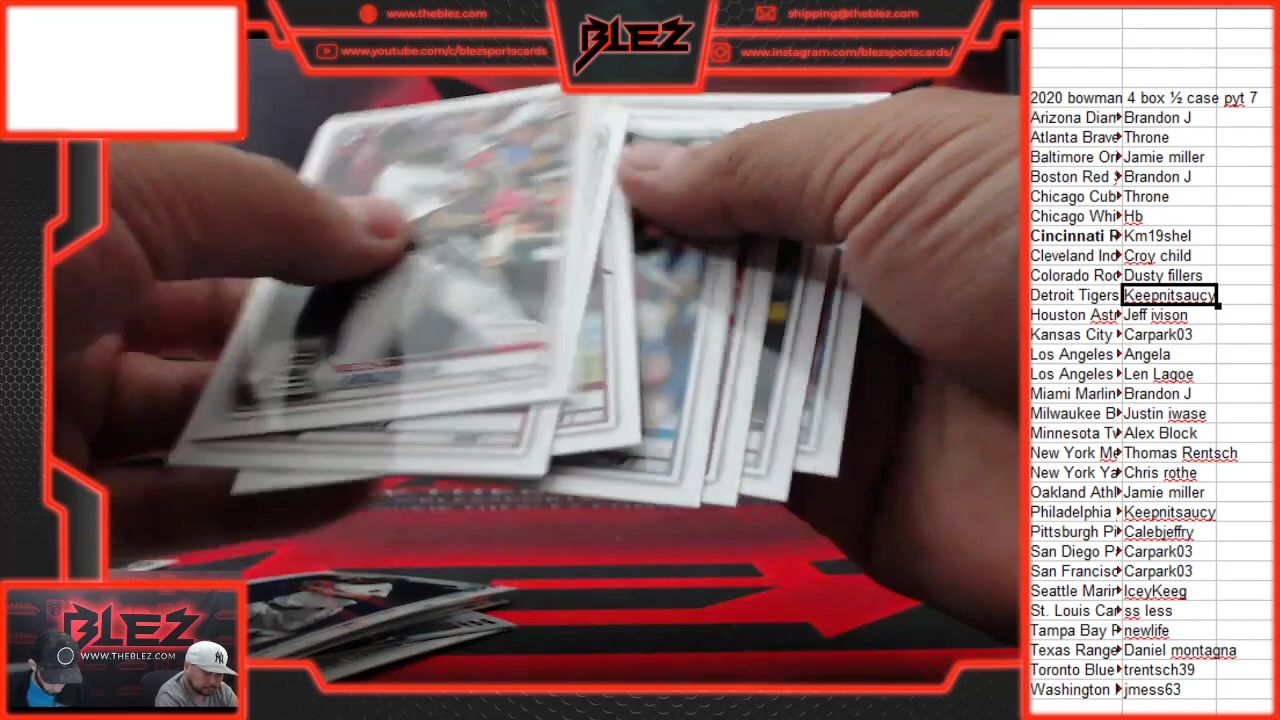 www.theblez.com
shipping@theblez.com
www.youtube.com/c/blezsportscards
www.instagram.com/blezsportscards/
BLEZ
2020 bowman 4 box ½ case pyt 7
Arizona Diam Brandon J
Atlanta Brave Throne
Baltimore Or Jamie miller
Boston Red S Brandon J
Chicago Cub Throne
Chicago Whi Hb
Cincinnati R Km19shel
Cleveland Ind Croy child
Colorado Roc Dusty fillers
Detroit Tigers Keepnitsaucy
Houston Astr Jeff ivison
Kansas City Carpark03
Los Angeles Angela
Los Angeles Len Lagoe
Miami Marlin Brandon J
Milwaukee B Justin iwase
Minnesota Tw Alex Block
New York Me Thomas Rentsch
New York Ya Chris rothe
Oakland Athl Jamie miller
Philadelphia Keepnitsaucy
Pittsburgh Pi Calebjeffry
San Diego P Carpark03
San Francisc Carpark03
Seattle Marin IceyKeeg
St. Louis Car ss less
Tampa Bay R newlife
Texas Range Daniel montagna
Toronto Blue trentsch39
Washington jmess63
BLEZ
WWW.THEBLEZ.COM